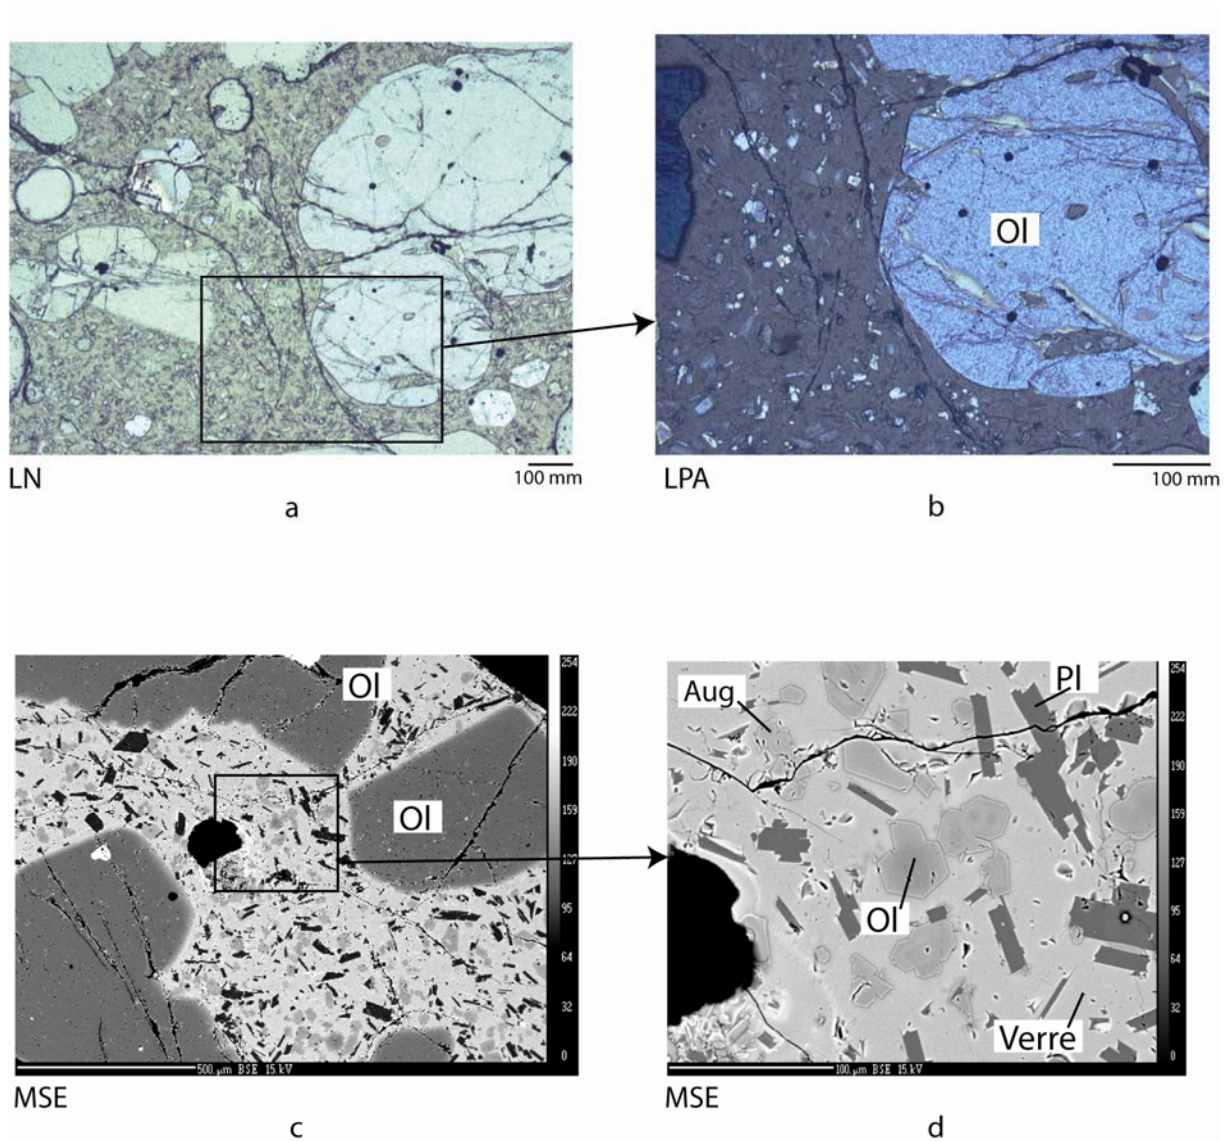 LN
100 mm
a
Ol
LPA
100 mm
b
Ol
Ol
254
222
190
159
127
95
64
32
0
500.µm BSE 15.kV
MSE
c
Aug
Pl
Ol
Verre
254
222
190
159
127
95
64
32
0
100.µm BSE 15.kV
MSE
d